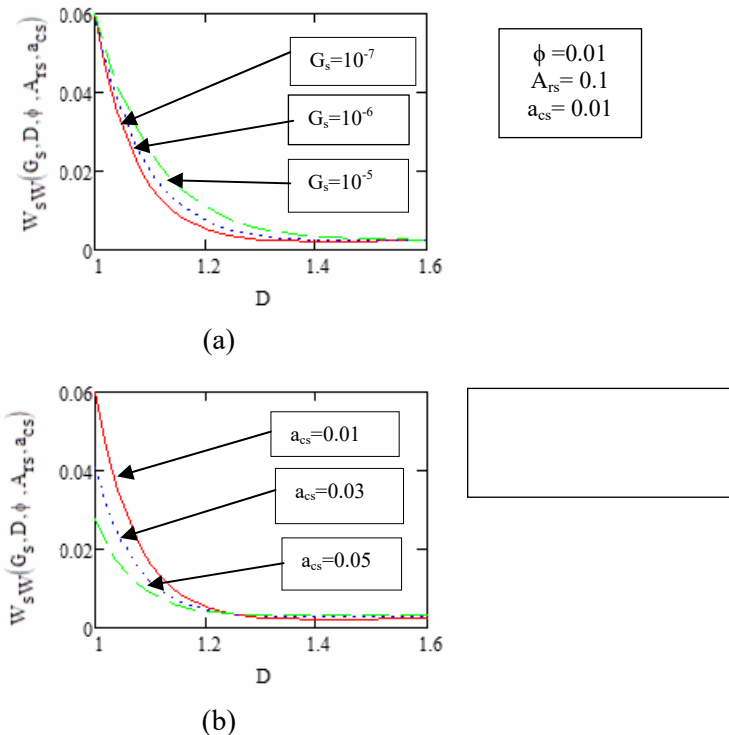 0.06
0.04
0.02
0
1
1.2
1.4
1.6
D
W_sW(G_s,D,ϕ,A_rs,a_cs)
G_s=10^-7
G_s=10^-6
G_s=10^-5
ϕ =0.01
A_rs= 0.1
a_cs= 0.01
(a)
0.06
0.04
0.02
0
1
1.2
1.4
1.6
D
W_sW(G_s,D,ϕ,A_rs,a_cs)
a_cs=0.01
a_cs=0.03
a_cs=0.05
(b)